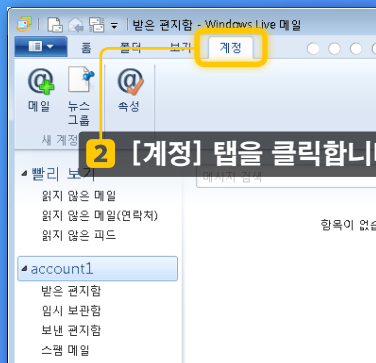 받은 편지함 - Windows Live 메일
홈 폴더 보기 계정
메일 뉴스 그룹 속성
새 계정
2 [계정] 탭을 클릭합니
빨리 보기
메시지 검색
읽지 않은 메일
읽지 않은 메일(연락처)
읽지 않은 피드
항목이 없습
account1
받은 편지함
임시 보관함
보낸 편지함
스팸 메일